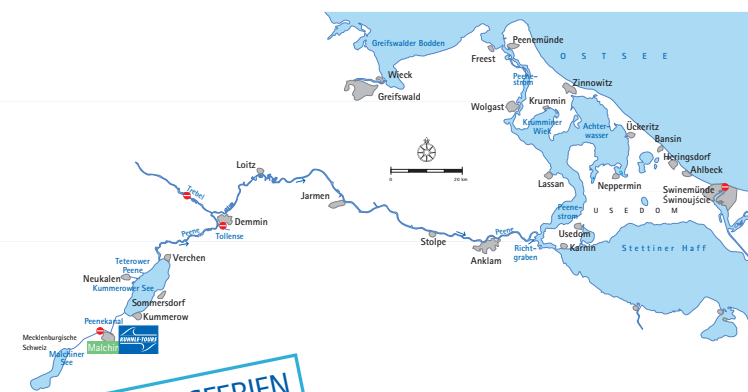 Greifswalder Bodden
Peenemünde
O S T S E E
Freest
Wieck
Peene-
strom
Zinnowitz
Greifswald
Wolgast
Krummin
Krumminer
Wiek
Achter-
wasser
Ückeritz
Bansin
Heringsdorf
Ahlbeck
N
0
20 km
Loitz
Trebel
Jarmen
Lassan
Neppermin
Swinemünde
Świnoujście
Peene-
strom
U S E D O M
Demmin
Tollense
Peene
Stolpe
Peene
Anklam
Richt-
graben
Usedom
Karnin
Stettiner Haff
Verchen
Teterower
Peene
Neukalen
Kummerower See
Sommersdorf
Kummerow
Peenekanal
Mecklenburgische
Schweiz
Malchin
KUHNLE-TOURS
Malchiner
See